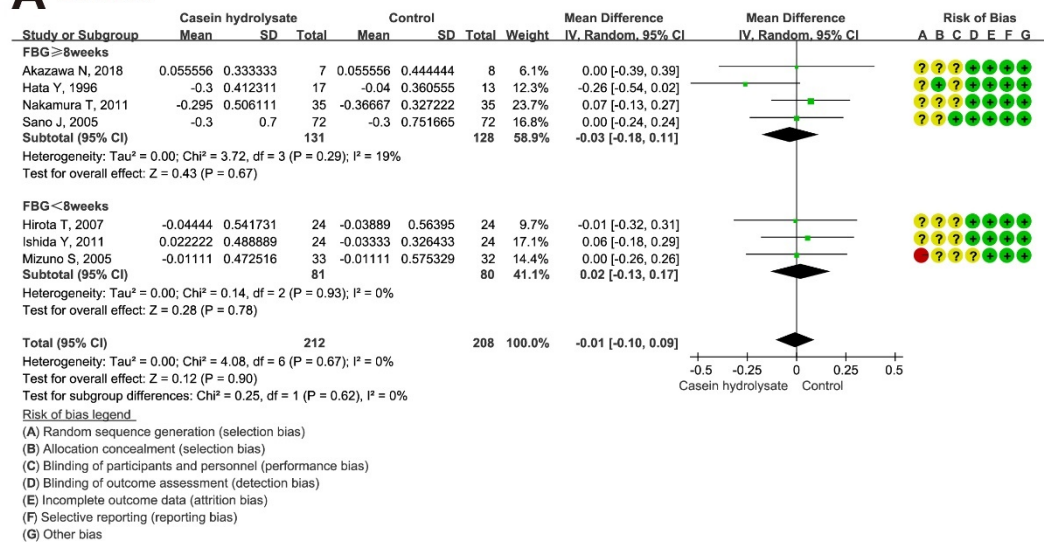 A
Casein hydrolysate Control Mean Difference Mean Difference Risk of Bias
Study or Subgroup Mean SD Total Mean SD Total Weight IV, Random, 95% CI IV, Random, 95% CI A B C D E F G
FBG≥8weeks
Akazawa N, 2018 0.055556 0.333333 7 0.055556 0.444444 8 6.1% 0.00 [-0.39, 0.39] ? ? ? + + + +
Hata Y, 1996 -0.3 0.412311 17 -0.04 0.360555 13 12.3% -0.26 [-0.54, 0.02] ? + ? + + + +
Nakamura T, 2011 -0.295 0.506111 35 -0.36667 0.327222 35 23.7% 0.07 [-0.13, 0.27] ? ? ? + + + +
Sano J, 2005 -0.3 0.7 72 -0.3 0.751665 72 16.8% 0.00 [-0.24, 0.24] ? ? + + + + +
Subtotal (95% CI) 131 128 58.9% -0.03 [-0.18, 0.11]
Heterogeneity: Tau² = 0.00; Chi² = 3.72, df = 3 (P = 0.29); I² = 19%
Test for overall effect: Z = 0.43 (P = 0.67)
FBG<8weeks
Hirota T, 2007 -0.04444 0.541731 24 -0.03889 0.56395 24 9.7% -0.01 [-0.32, 0.31] ? ? ? + + + +
Ishida Y, 2011 0.022222 0.488889 24 -0.03333 0.326433 24 17.1% 0.06 [-0.18, 0.29] ? ? ? + + + +
Mizuno S, 2005 -0.01111 0.472516 33 -0.01111 0.575329 32 14.4% 0.00 [-0.26, 0.26] ? ? ? + + +
Subtotal (95% CI) 81 80 41.1% 0.02 [-0.13, 0.17]
Heterogeneity: Tau² = 0.00; Chi² = 0.14, df = 2 (P = 0.93); I² = 0%
Test for overall effect: Z = 0.28 (P = 0.78)
Total (95% CI) 212 208 100.0% -0.01 [-0.10, 0.09]
Heterogeneity: Tau² = 0.00; Chi² = 4.08, df = 6 (P = 0.67); I² = 0%
Test for overall effect: Z = 0.12 (P = 0.90)
Test for subgroup differences: Chi² = 0.25, df = 1 (P = 0.62), I² = 0%
-0.5 -0.25 0 0.25 0.5
Casein hydrolysate Control
Risk of bias legend
(A) Random sequence generation (selection bias)
(B) Allocation concealment (selection bias)
(C) Blinding of participants and personnel (performance bias)
(D) Blinding of outcome assessment (detection bias)
(E) Incomplete outcome data (attrition bias)
(F) Selective reporting (reporting bias)
(G) Other bias